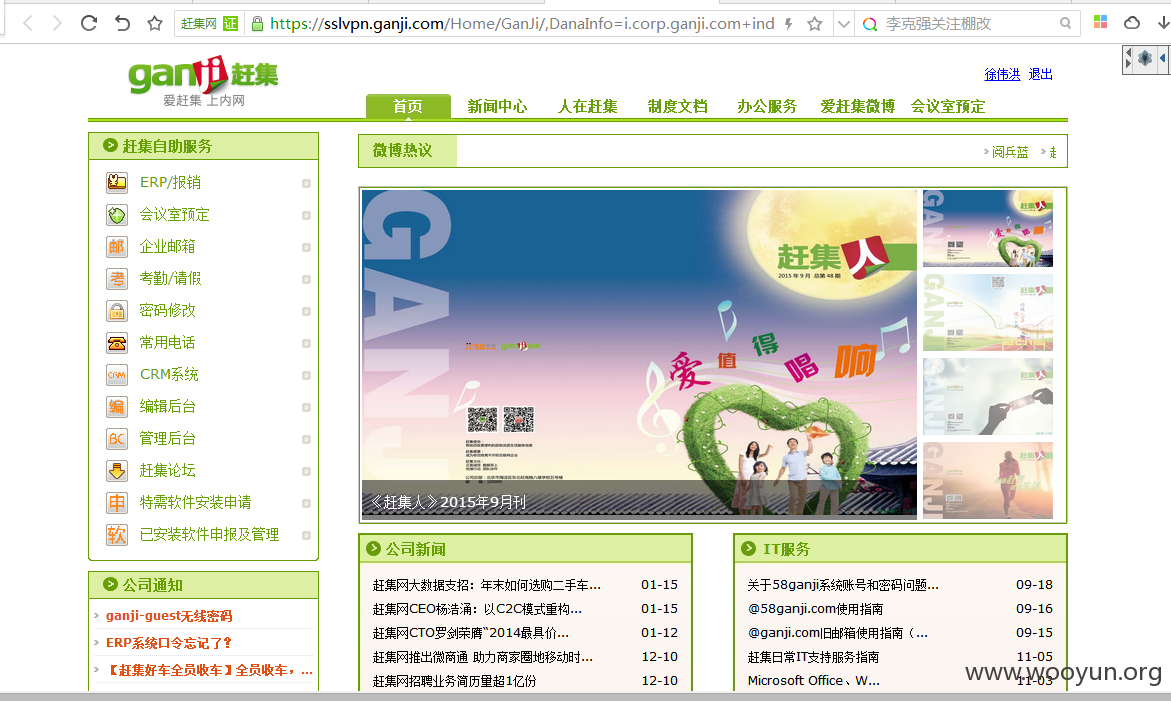 赶集网 证 https://sslvpn.ganji.com/Home/GanJi/,DanaInfo=i.corp.ganji.com+ind 李克强关注棚改
ganji 赶集
爱赶集 上内网
徐伟洪 退出
首页 新闻中心 人在赶集 制度文档 办公服务 爱赶集微博 会议室预定
赶集自助服务
ERP/报销
会议室预定
邮 企业邮箱
考 考勤/请假
密码修改
常用电话
CRM CRM系统
编 编辑后台
BC 管理后台
赶集论坛
申 特需软件安装申请
软 已安装软件申报及管理
公司通知
ganji-guest无线密码
ERP系统口令忘记了?
【赶集好车全员收车】全员收车，...
微博热议
阅兵蓝
GANJI
赶集人
2015年9月 总第48期
爱值得唱响
《赶集人》2015年9月刊
公司新闻
赶集网大数据支招：年末如何选购二手车... 01-15
赶集网CEO杨浩涌：以C2C模式重构... 01-15
赶集网CTO罗剑荣膺“2014最具价... 01-12
赶集网推出微商通 助力商家圈地移动时... 12-10
赶集网招聘业务简历量超1亿份 12-10
IT服务
关于58ganji系统账号和密码问题... 09-18
@58ganji.com使用指南 09-16
@ganji.com旧邮箱使用指南（... 09-15
赶集日常IT支持服务指南 11-05
Microsoft Office、W... 11-03
www.wooyun.org